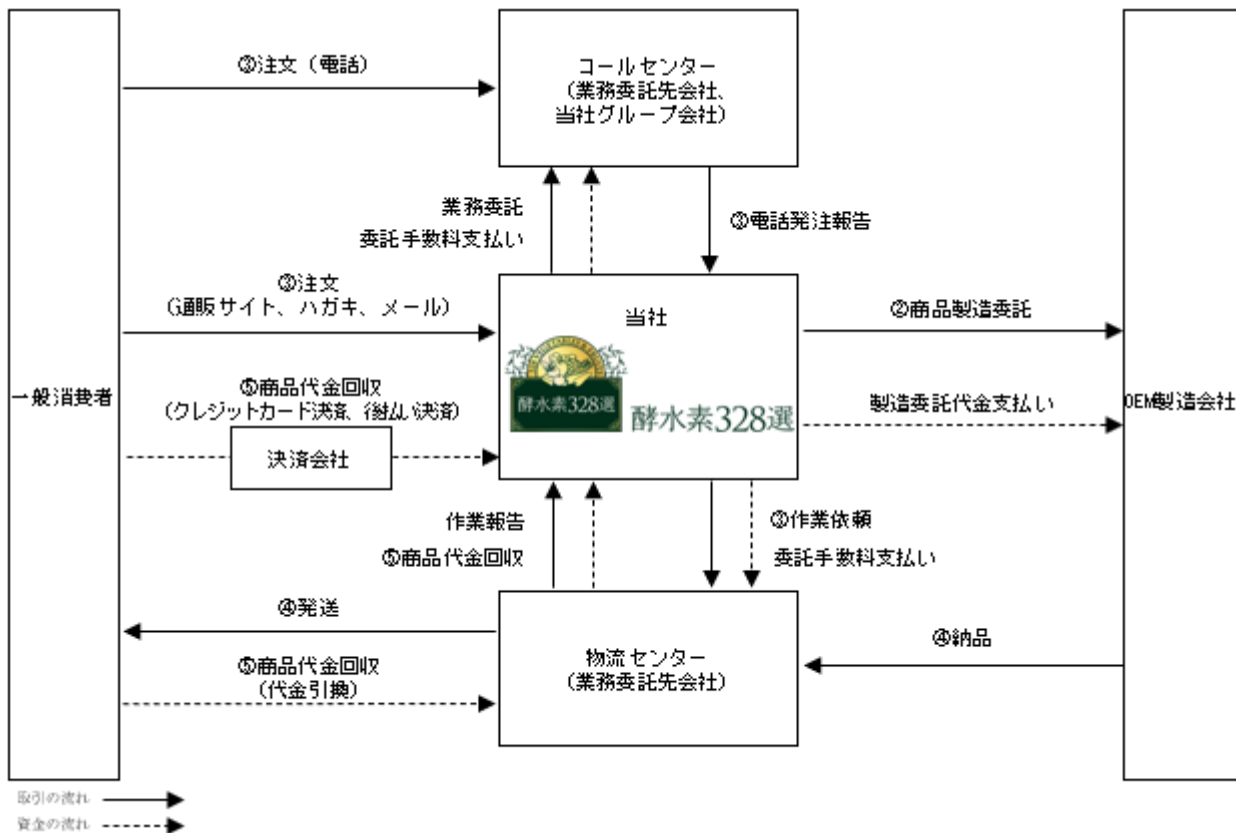 ③注文（電話）
コールセンター
（業務委託先会社、
当社グループ会社）
業務委託
委託手数料支払い
③電話発注報告
③注文
（通販サイト、ハガキ、メール）
当社
②商品製造委託
酵水素328選
酵水素328選
一般消費者
⑤商品代金回収
（クレジットカード決済、後払い決済）
決済会社
製造委託代金支払い
OEM製造会社
作業報告
⑤商品代金回収
③作業依頼
委託手数料支払い
④発送
⑤商品代金回収
（代金引換）
物流センター
（業務委託先会社）
④納品
取引の流れ
資金の流れ